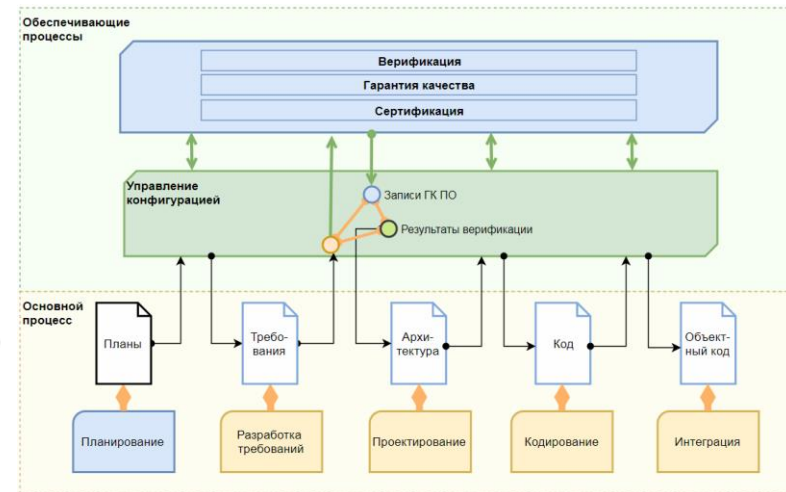 Обеспечивающие
процессы
Верификация
Гарантия качества
Сертификация
Управление
конфигурацией
Записи ГК ПО
Результаты верификации
Основной
процесс
Планы
Требо-
вания
Архи-
тектура
Код
Объект-
ный код
Планирование
Разработка
требований
Проектирование
Кодирование
Интеграция